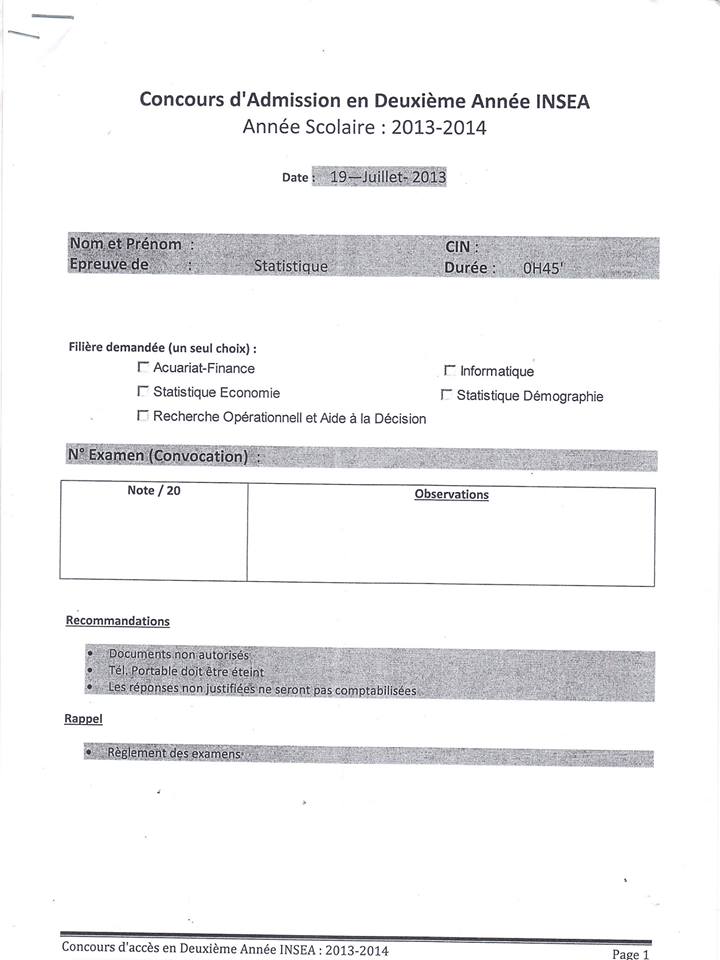 Concours d'Admission en Deuxième Année INSEA
Année Scolaire : 2013-2014
Date : 19—Juillet- 2013
Nom et Prénom : CIN :
Epreuve de : Statistique Durée : 0H45'
Filière demandée (un seul choix) :
Acuariat-Finance Informatique
Statistique Economie Statistique Démographie
Recherche Opérationnell et Aide à la Décision
N° Examen (Convocation) :
Note / 20 Observations
Recommandations
• Documents non autorisés
• Tél. Portable doit être éteint
• Les réponses non justifiées ne seront pas comptabilisées
Rappel
• Règlement des examens
Concours d'accès en Deuxième Année INSEA : 2013-2014 Page 1